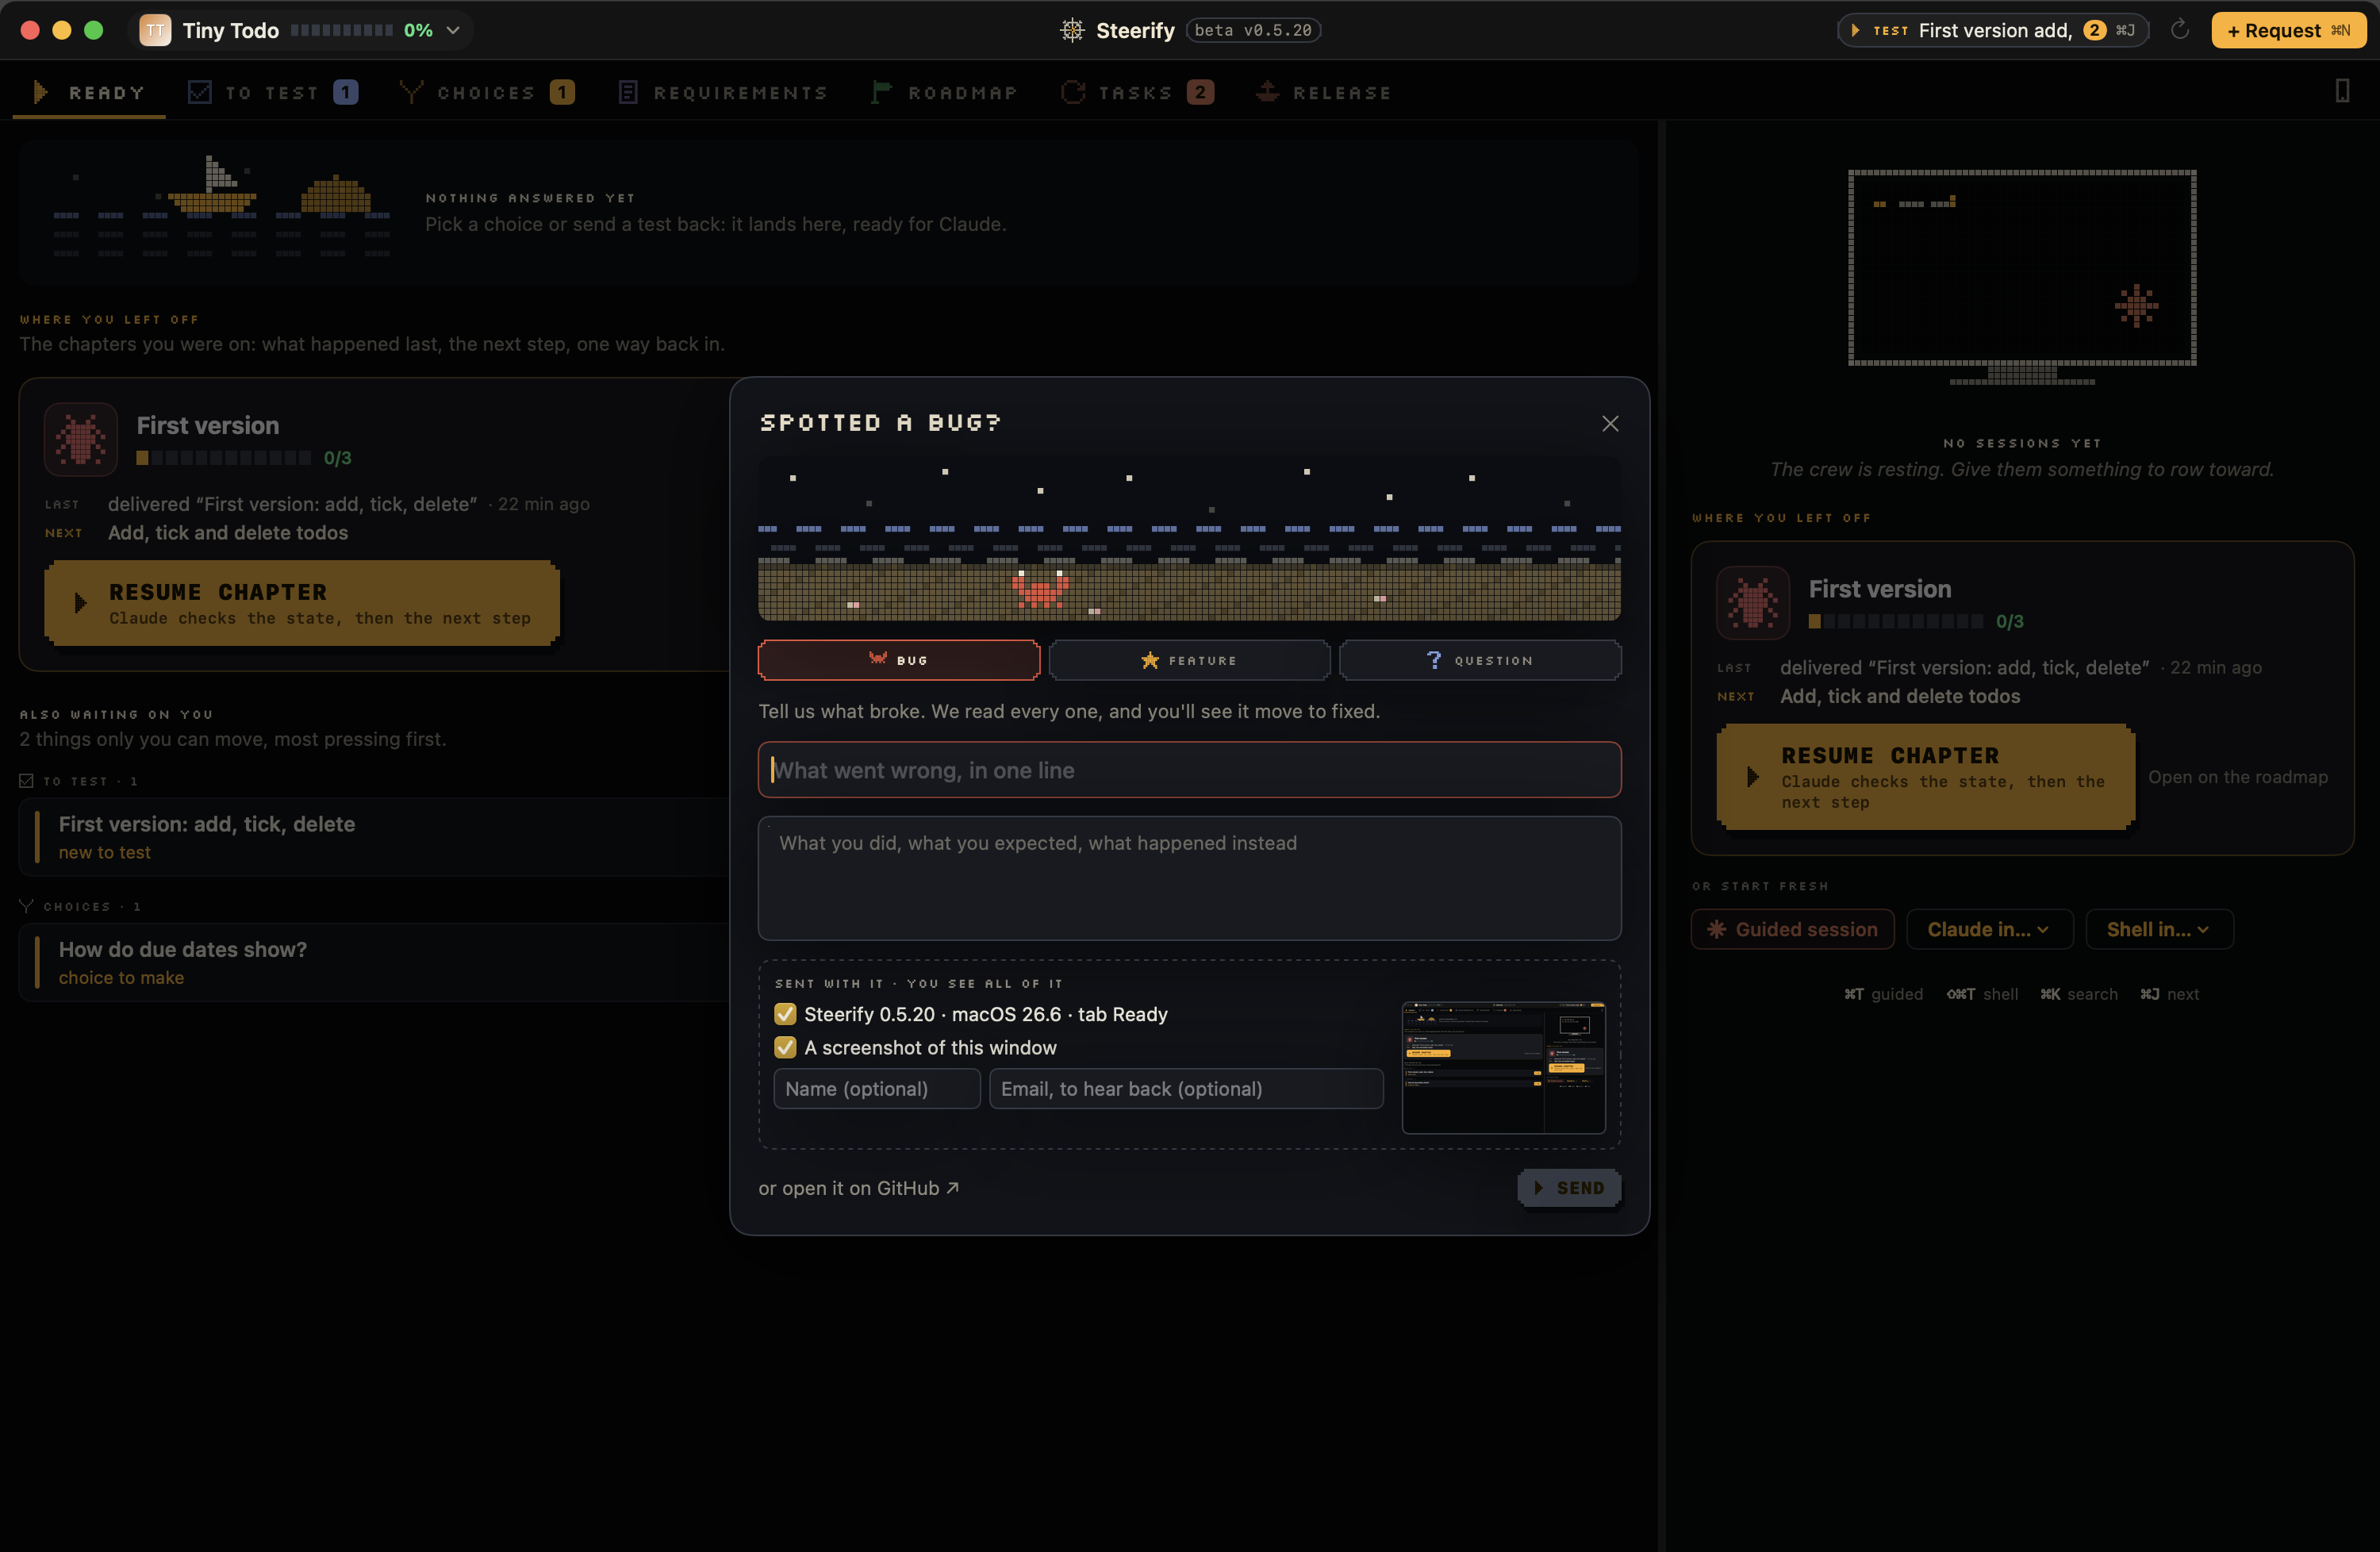 TT Tiny Todo 0%
Steerify beta v0.5.20
TEST First version add, 2 ⌘J
+ Request ⌘N
READY
TO TEST 1
CHOICES 1
REQUIREMENTS
ROADMAP
TASKS 2
RELEASE
NOTHING ANSWERED YET
Pick a choice or send a test back: it lands here, ready for Claude.
WHERE YOU LEFT OFF
The chapters you were on: what happened last, the next step, one way back in.
First version
0/3
LAST delivered “First version: add, tick, delete” · 22 min ago
NEXT Add, tick and delete todos
RESUME CHAPTER
Claude checks the state, then the next step
ALSO WAITING ON YOU
2 things only you can move, most pressing first.
TO TEST · 1
First version: add, tick, delete
new to test
CHOICES · 1
How do due dates show?
choice to make
SPOTTED A BUG?
BUG
FEATURE
? QUESTION
Tell us what broke. We read every one, and you'll see it move to fixed.
What went wrong, in one line
What you did, what you expected, what happened instead
SENT WITH IT · YOU SEE ALL OF IT
Steerify 0.5.20 · macOS 26.6 · tab Ready
A screenshot of this window
Name (optional)
Email, to hear back (optional)
or open it on GitHub ↗
SEND
NO SESSIONS YET
The crew is resting. Give them something to row toward.
WHERE YOU LEFT OFF
First version
0/3
LAST delivered “First version: add, tick, delete” · 22 min ago
NEXT Add, tick and delete todos
RESUME CHAPTER
Claude checks the state, then the
next step
Open on the roadmap
OR START FRESH
Guided session
Claude in...
Shell in...
⌘T guided ⇧⌘T shell ⌘K search ⌘J next